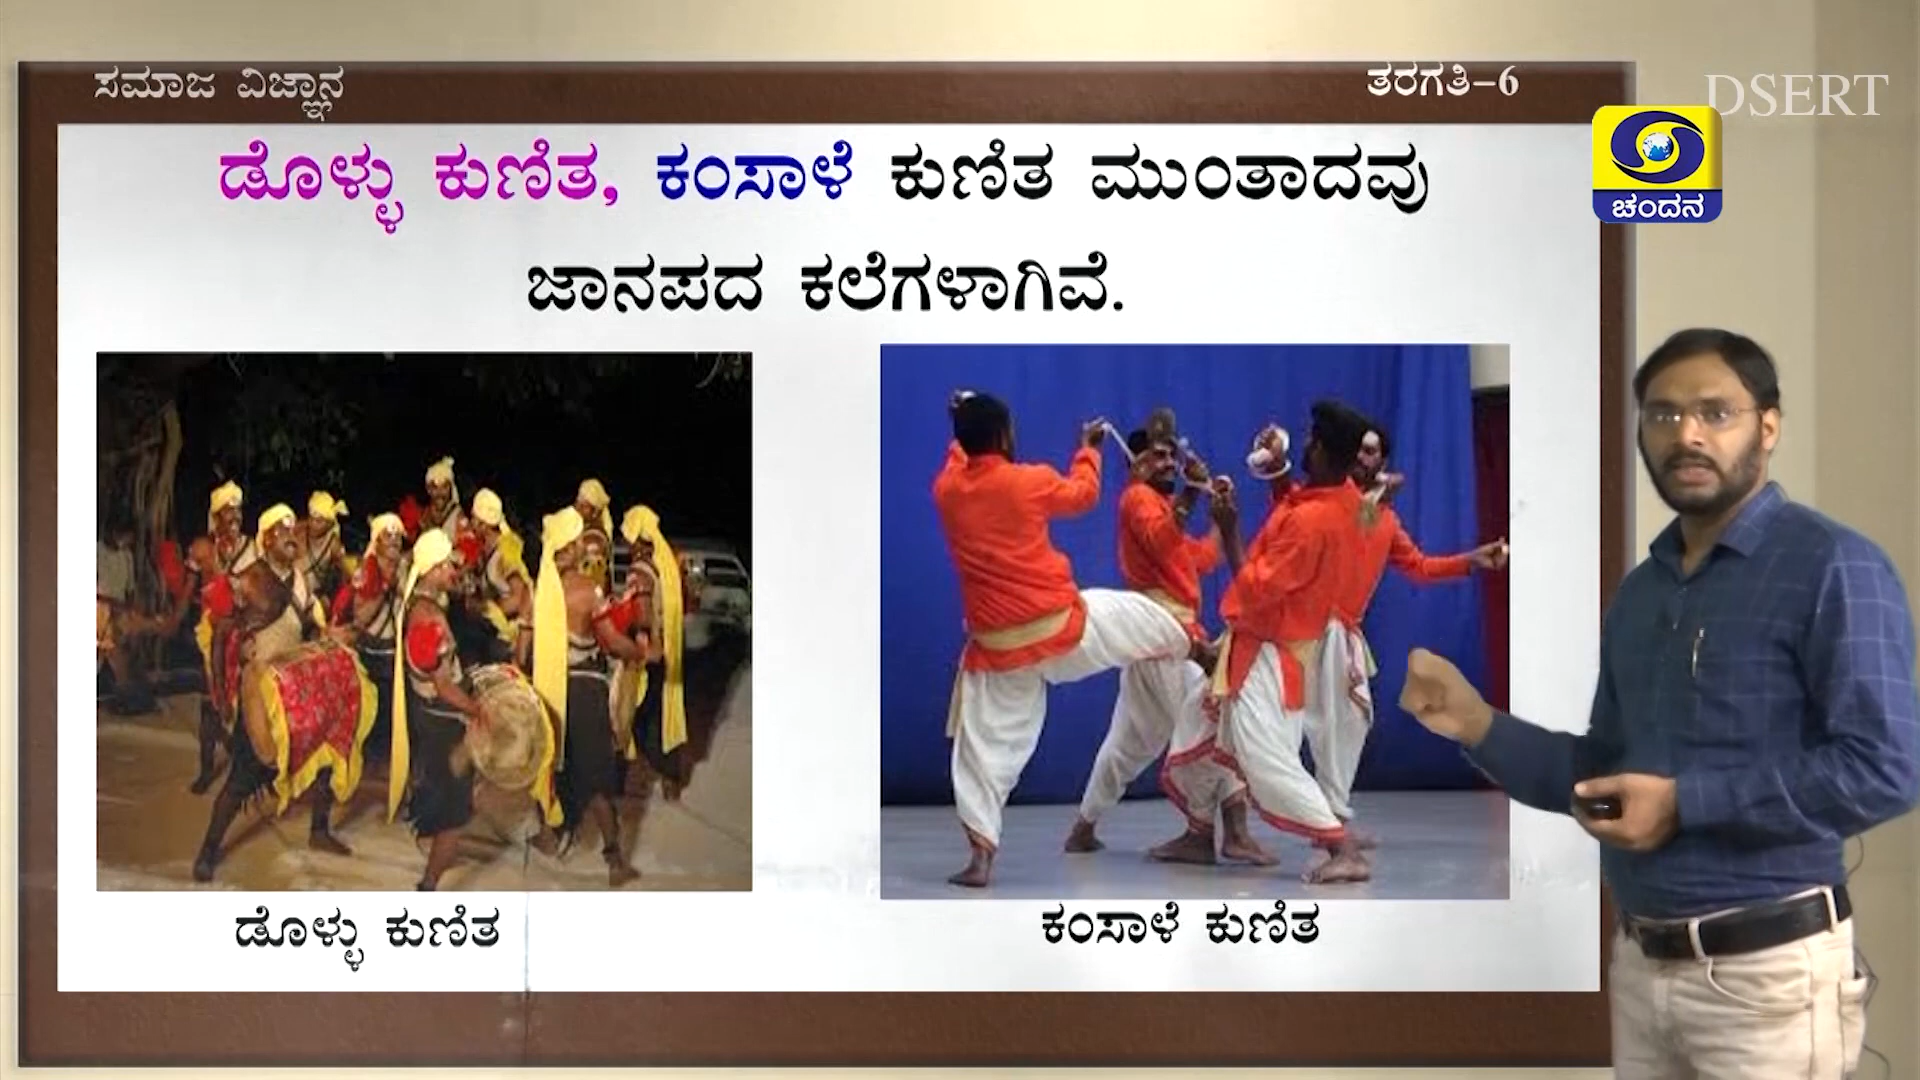 ಸಮಾಜ ವಿಜ್ಞಾನ
ತರಗತಿ-6
DSERT
ಚಂದನ
ಡೊಳ್ಳು ಕುಣಿತ, ಕಂಸಾಳೆ ಕುಣಿತ ಮುಂತಾದವು
ಜಾನಪದ ಕಲೆಗಳಾಗಿವೆ.
ಡೊಳ್ಳು ಕುಣಿತ
ಕಂಸಾಳೆ ಕುಣಿತ